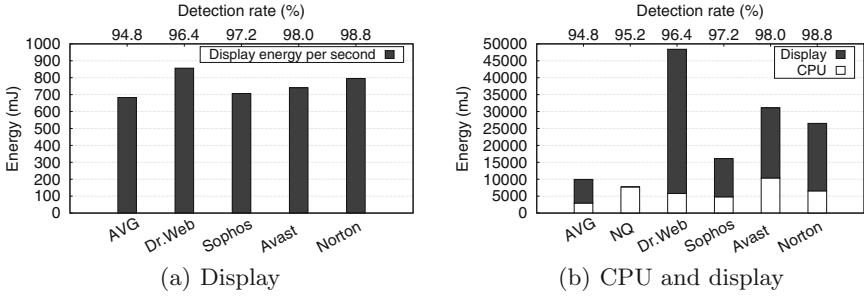 Detection rate (%)
94.8 96.4 97.2 98.0 98.8
1000
900
800
700
600
500
400
300
200
100
0
Energy (mJ)
Display energy per second
AVG Dr.Web Sophos Avast Norton
(a) Display
Detection rate (%)
94.8 95.2 96.4 97.2 98.0 98.8
50000
45000
40000
35000
30000
25000
20000
15000
10000
5000
0
Energy (mJ)
Display
CPU
AVG NQ Dr.Web Sophos Avast Norton
(b) CPU and display